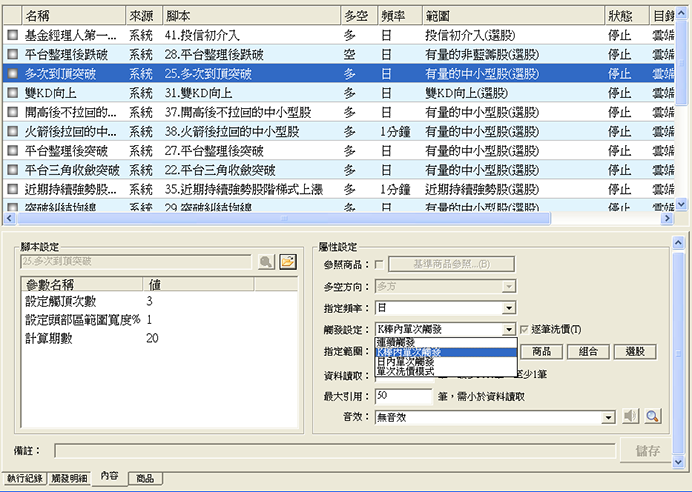 名稱 來源 腳本 多空 頻率 範圍 狀態 目錄
基金經理人第一... 系統 41.投信初介入 多 日 投信初介入(選股) 停止 雲端
平台整理後跌破 系統 28.平台整理後跌破 空 日 有量的非藍籌股(選股) 停止 雲端
多次到頂突破 系統 25.多次到頂突破 多 日 有量的中小型股(選股) 停止 雲端
雙KD向上 系統 31.雙KD向上 多 日 雙KD向上(選股) 停止 雲端
開高後不拉回的... 系統 37.開高後不拉回的中小型股 多 日 有量的中小型股(選股) 停止 雲端
火箭後拉回的中... 系統 38.火箭後拉回的中小型股 多 1分鐘 有量的中小型股(選股) 停止 雲端
平台整理後突破 系統 27.平台整理後突破 多 日 有量的中小型股(選股) 停止 雲端
平台三角收斂突破 系統 22.平台三角收斂突破 多 日 有量的中小型股(選股) 停止 雲端
近期持續強勢股... 系統 35.近期持續強勢股階梯式上漲 多 1分鐘 近期持續強勢股(選股) 停止 雲端
突破糾結均線 系統 29.突破糾結均線 多 日 有量的中小型股(選股) 停止 雲端
腳本設定
25.多次到頂突破
參數名稱 值
設定觸頂次數 3
設定頭部區範圍寬度% 1
計算期數 20
屬性設定
參照商品： 基準商品參照...(B)
多空方向： 多方
指定頻率： 日
觸發設定： K棒內單次觸發 逐筆洗價(T)
連續觸發
K棒內單次觸發
日內單次觸發
單次洗價模式
指定範圍： 商品 組合 選股
資料讀取： 至少1筆
最大引用： 50 筆，需小於資料讀取
音效： 無音效
備註： 儲存
執行紀錄 觸發明細 內容 商品